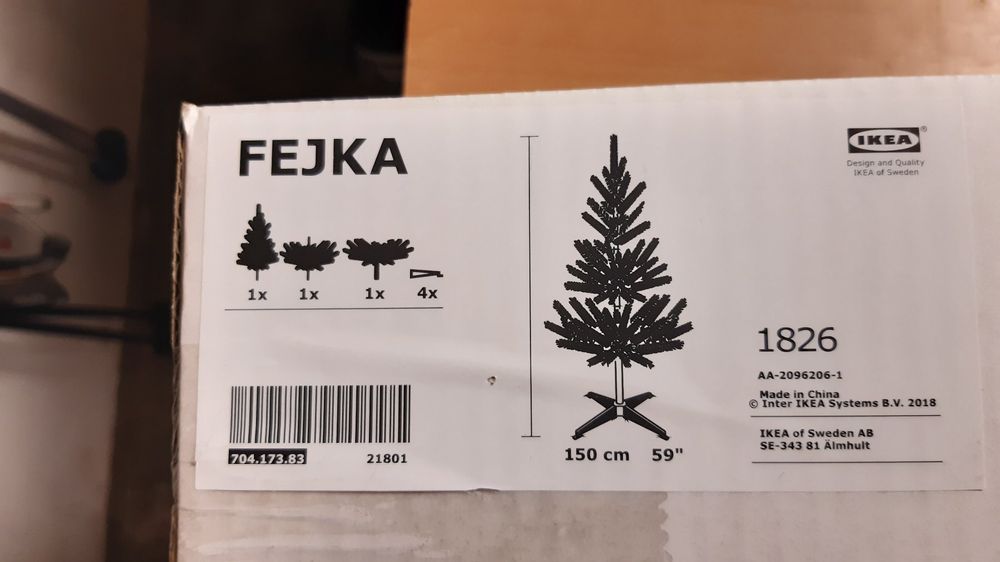 FEJKA
IKEA®
Design and Quality
IKEA of Sweden
1x 1x 1x 4x
1826
AA-2096206-1
Made in China
© Inter IKEA Systems B.V. 2018
IKEA of Sweden AB
SE-343 81 Älmhult
704.173.83 21801
150 cm 59"